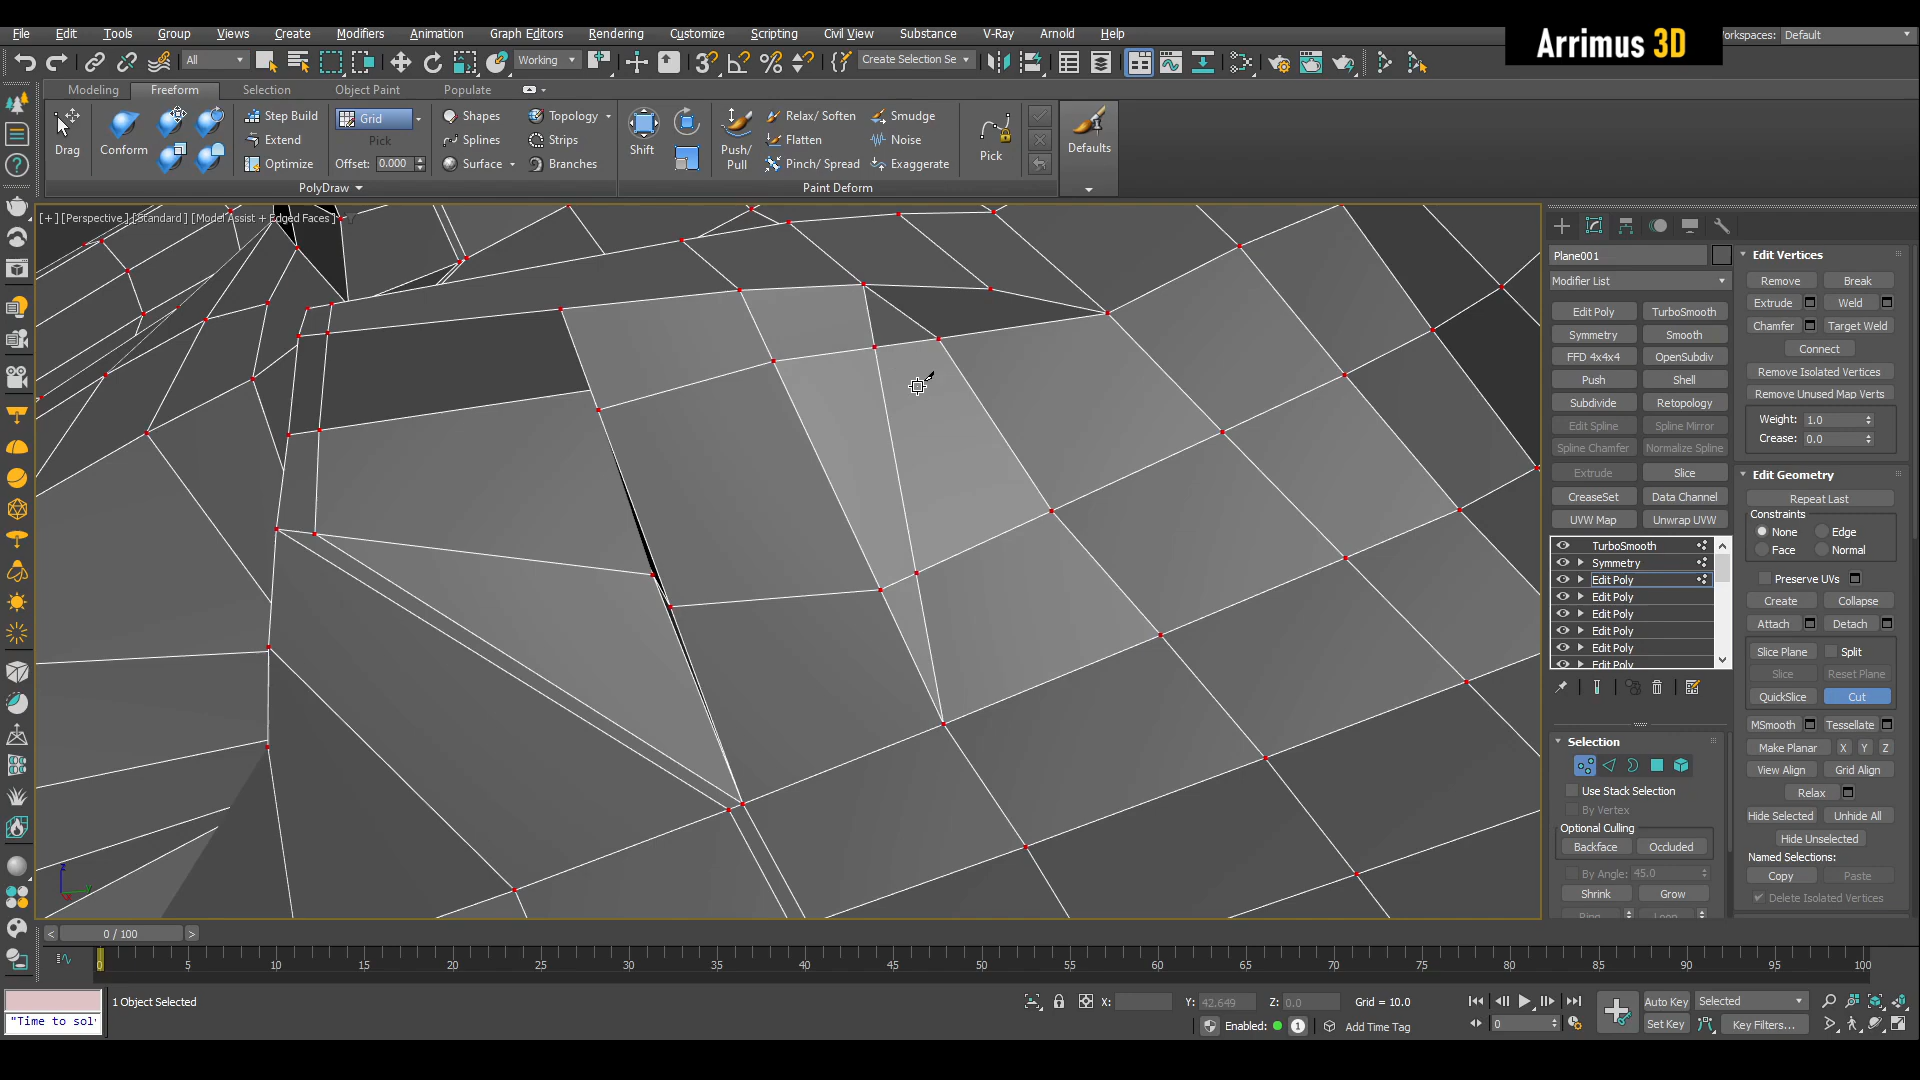 File Edit Tools Group Views Create Modifiers Animation Graph Editors Rendering Customize Scripting Civil View Substance V-Ray Arnold Help
Arrimus 3D
Workspaces: Default
All Working Create Selection Se
Modeling Freeform Selection Object Paint Populate
Drag Conform
Step Build
Extend
Optimize
Grid
Pick
Offset: 0.000
Shapes
Splines
Surface
Topology
Strips
Branches
Shift
Push/
Pull
Relax/ Soften
Flatten
Pinch/ Spread
Smudge
Noise
Exaggerate
Pick
Defaults
PolyDraw
Paint Deform
[+] [Perspective] [Standard] [Model Assist + Edged Faces]
Plane001
Modifier List
Edit Poly TurboSmooth
Symmetry Smooth
FFD 4x4x4 OpenSubdiv
Push Shell
Subdivide Retopology
Edit Spline Spline Mirror
Spline Chamfer Normalize Spline
Extrude Slice
CreaseSet Data Channel
UVW Map Unwrap UVW
TurboSmooth
Symmetry
Edit Poly
Edit Poly
Edit Poly
Edit Poly
Edit Poly
Edit Poly
Selection
Use Stack Selection
By Vertex
Optional Culling
Backface Occluded
By Angle: 45.0
Shrink Grow
Ring Loop
Edit Vertices
Remove Break
Extrude Weld
Chamfer Target Weld
Connect
Remove Isolated Vertices
Remove Unused Map Verts
Weight: 1.0
Crease: 0.0
Edit Geometry
Repeat Last
Constraints
None Edge
Face Normal
Preserve UVs
Create Collapse
Attach Detach
Slice Plane Split
Slice Reset Plane
QuickSlice Cut
MSmooth Tessellate
Make Planar X Y Z
View Align Grid Align
Relax
Hide Selected Unhide All
Hide Unselected
Named Selections:
Copy Paste
Delete Isolated Vertices
z
< 0 / 100 >
0 5 10 15 20 25 30 35 40 45 50 55 60 65 70 75 80 85 90 95 100
1 Object Selected
"Time to sol
X: Y: 42.649 Z: 0.0 Grid = 10.0
Enabled: 1 Add Time Tag
0
Auto Key Selected
Set Key Key Filters...